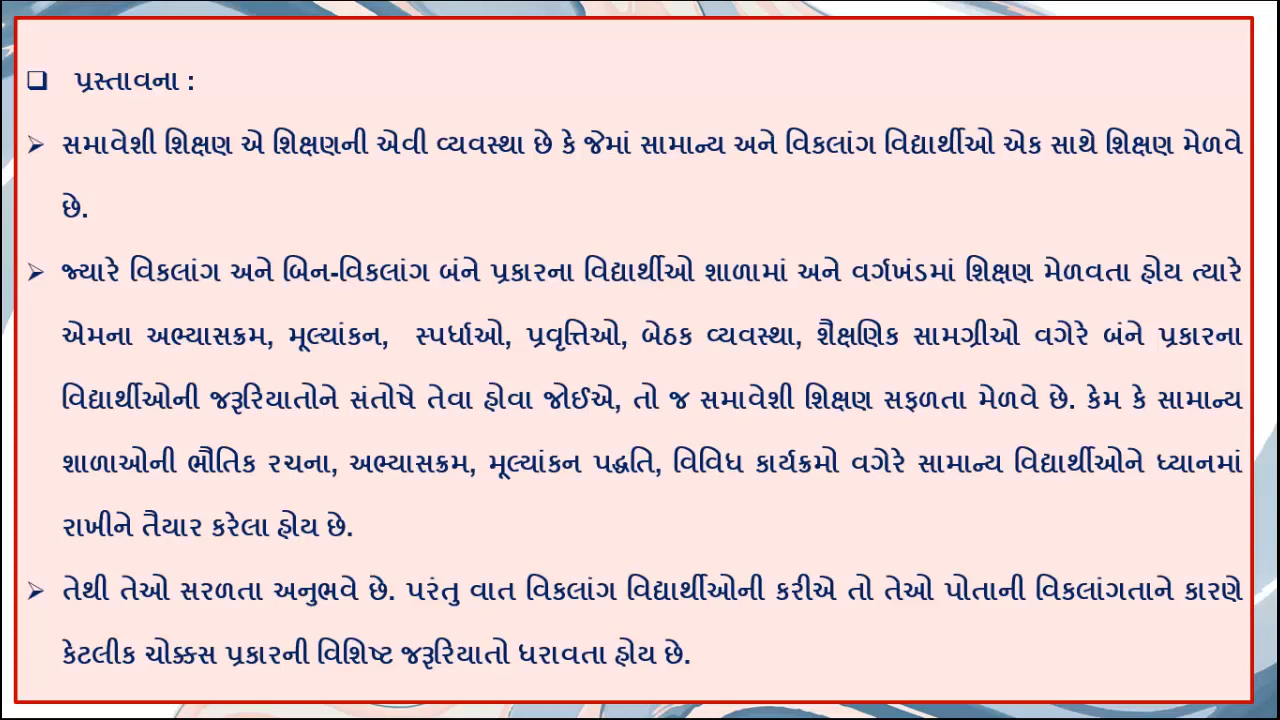 ❑ પ્રસ્તાવના :
➢ સમાવેશી શિક્ષણ એ શિક્ષણની એવી વ્યવસ્થા છે કે જેમાં સામાન્ય અને વિકલાંગ વિદ્યાર્થીઓ એક સાથે શિક્ષણ મેળવે
છે.
➢ જ્યારે વિકલાંગ અને બિન-વિકલાંગ બંને પ્રકારના વિદ્યાર્થીઓ શાળામાં અને વર્ગખંડમાં શિક્ષણ મેળવતા હોય ત્યારે
એમના અભ્યાસક્રમ, મૂલ્યાંકન, સ્પર્ધાઓ, પ્રવૃત્તિઓ, બેઠક વ્યવસ્થા, શૈક્ષણિક સામગ્રીઓ વગેરે બંને પ્રકારના
વિદ્યાર્થીઓની જરૂરિયાતોને સંતોષે તેવા હોવા જોઈએ, તો જ સમાવેશી શિક્ષણ સફળતા મેળવે છે. કેમ કે સામાન્ય
શાળાઓની ભૌતિક રચના, અભ્યાસક્રમ, મૂલ્યાંકન પદ્ધતિ, વિવિધ કાર્યક્રમો વગેરે સામાન્ય વિદ્યાર્થીઓને ધ્યાનમાં
રાખીને તૈયાર કરેલા હોય છે.
➢ તેથી તેઓ સરળતા અનુભવે છે. પરંતુ વાત વિકલાંગ વિદ્યાર્થીઓની કરીએ તો તેઓ પોતાની વિકલાંગતાને કારણે
કેટલીક ચોક્કસ પ્રકારની વિશિષ્ટ જરૂરિયાતો ધરાવતા હોય છે.